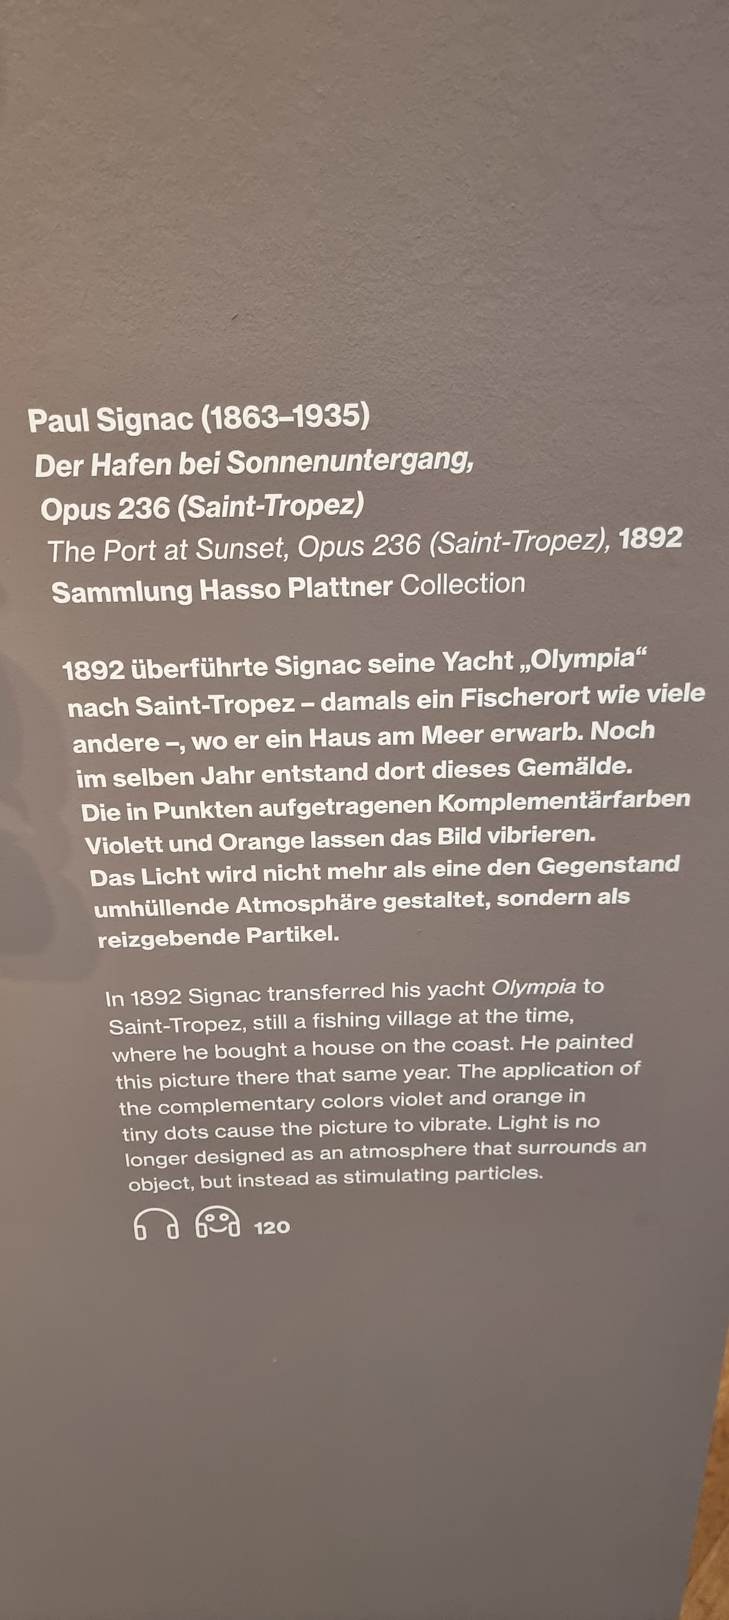 Paul Signac (1863–1935)
Der Hafen bei Sonnenuntergang,
Opus 236 (Saint-Tropez)
The Port at Sunset, Opus 236 (Saint-Tropez), 1892
Sammlung Hasso Plattner Collection
1892 überführte Signac seine Yacht „Olympia“
nach Saint-Tropez – damals ein Fischerort wie viele
andere –, wo er ein Haus am Meer erwarb. Noch
im selben Jahr entstand dort dieses Gemälde.
Die in Punkten aufgetragenen Komplementärfarben
Violett und Orange lassen das Bild vibrieren.
Das Licht wird nicht mehr als eine den Gegenstand
umhüllende Atmosphäre gestaltet, sondern als
reizgebende Partikel.
In 1892 Signac transferred his yacht Olympia to
Saint-Tropez, still a fishing village at the time,
where he bought a house on the coast. He painted
this picture there that same year. The application of
the complementary colors violet and orange in
tiny dots cause the picture to vibrate. Light is no
longer designed as an atmosphere that surrounds an
object, but instead as stimulating particles.
120